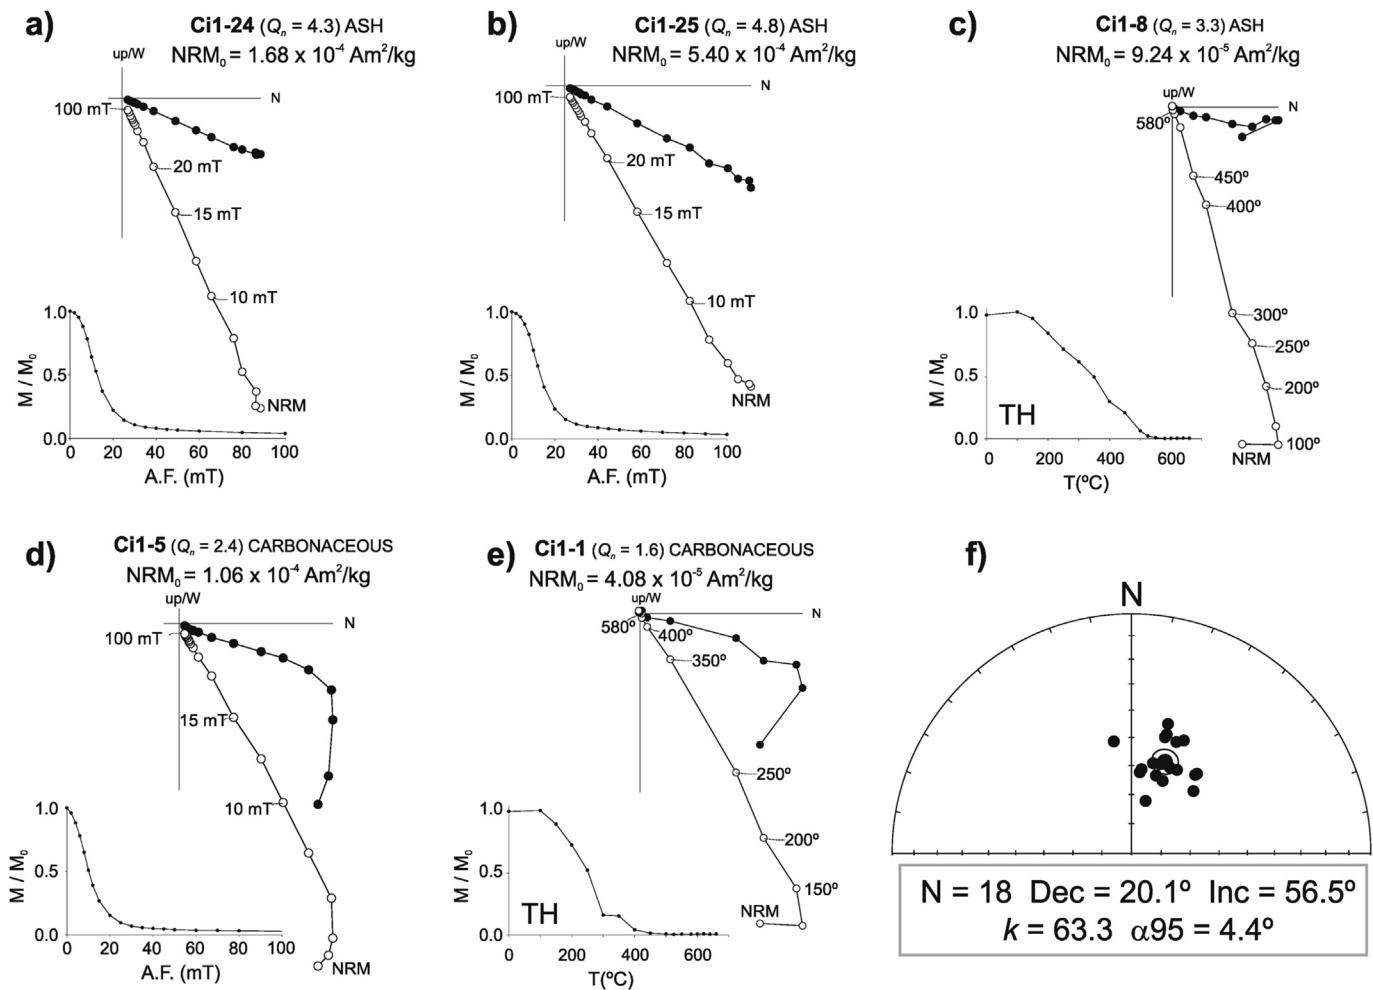 a)
Ci1-24 (Qn = 4.3) ASH
NRM0 = 1.68 x 10-4 Am2/kg
up/W
N
100 mT
20 mT
15 mT
10 mT
NRM
1.0
0.5
0.0
M / M0
0 20 40 60 80 100
A.F. (mT)
b)
Ci1-25 (Qn = 4.8) ASH
NRM0 = 5.40 x 10-4 Am2/kg
up/W
N
100 mT
20 mT
15 mT
10 mT
NRM
1.0
0.5
0.0
M / M0
0 20 40 60 80 100
A.F. (mT)
c)
Ci1-8 (Qn = 3.3) ASH
NRM0 = 9.24 x 10-5 Am2/kg
up/W
N
580º
450º
400º
300º
250º
200º
100º
NRM
1.0
0.5
0.0
M / M0
TH
0 200 400 600
T(ºC)
d)
Ci1-5 (Qn = 2.4) CARBONACEOUS
NRM0 = 1.06 x 10-4 Am2/kg
up/W
N
100 mT
15 mT
10 mT
NRM
1.0
0.5
0.0
M / M0
0 20 40 60 80 100
A.F. (mT)
e)
Ci1-1 (Qn = 1.6) CARBONACEOUS
NRM0 = 4.08 x 10-5 Am2/kg
up/W
N
580º
400º
350º
250º
200º
150º
NRM
1.0
0.5
0.0
M / M0
TH
0 200 400 600
T(ºC)
f)
N
N = 18 Dec = 20.1º Inc = 56.5º
k = 63.3 α95 = 4.4º